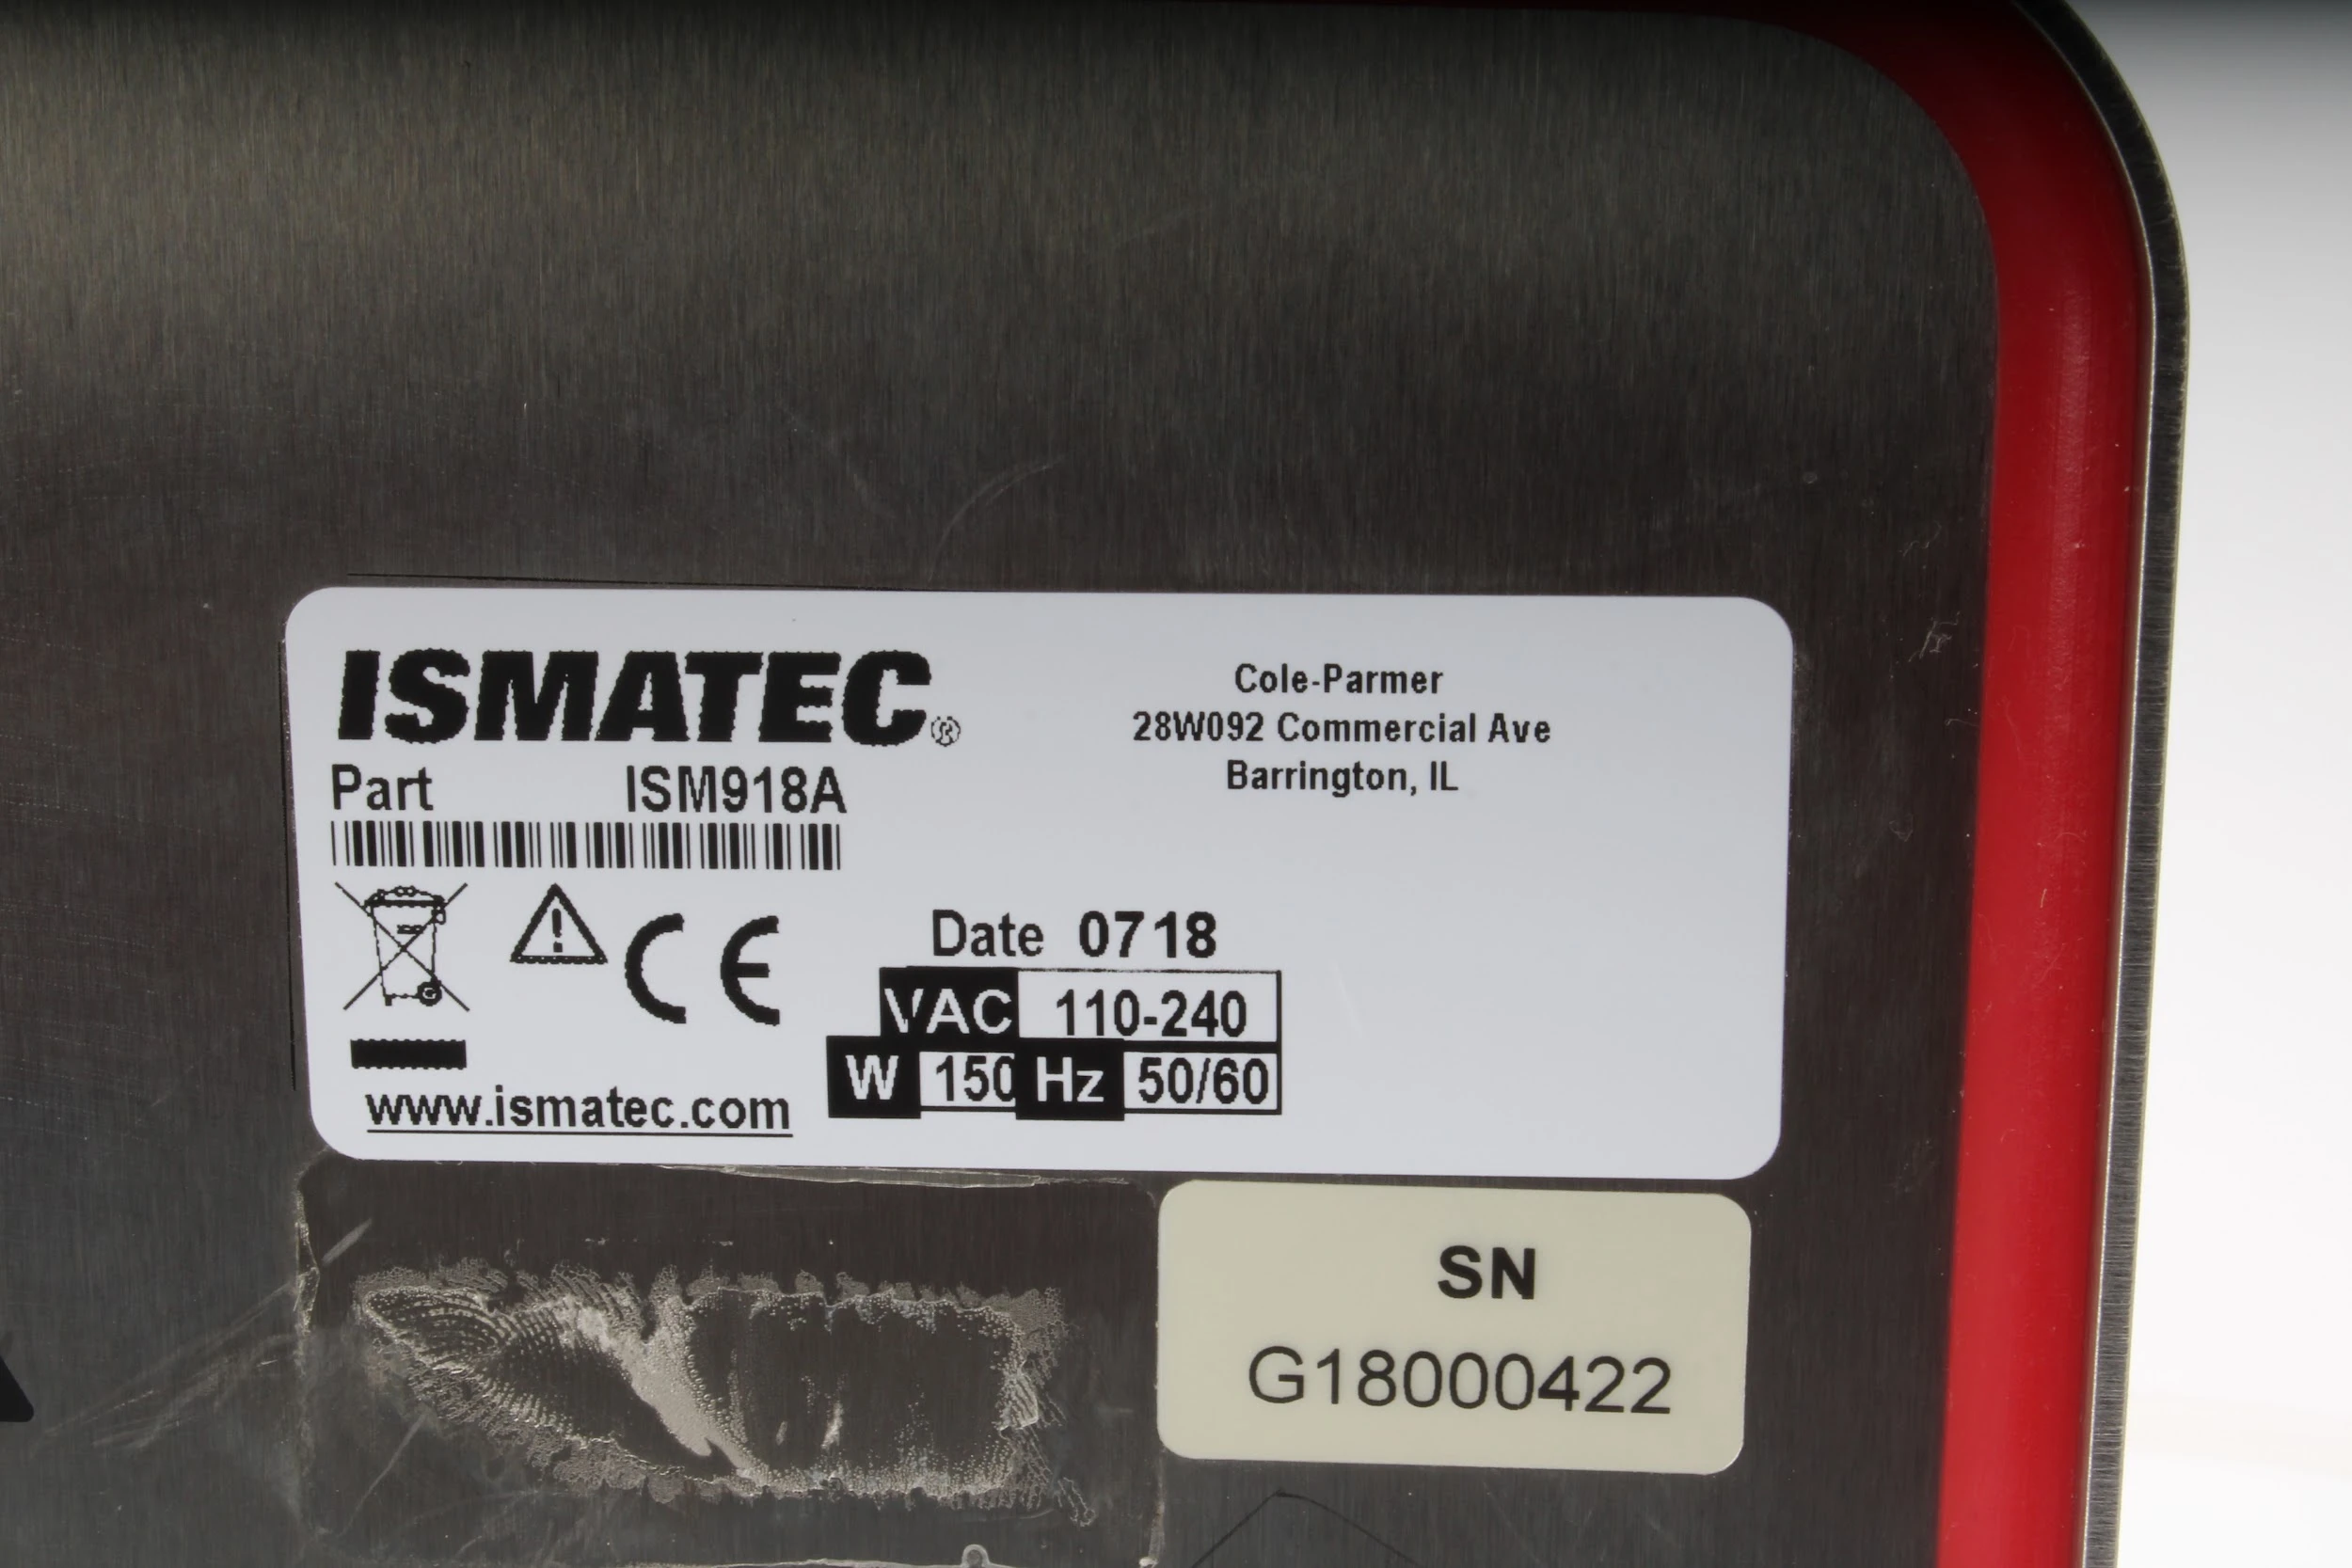 ISMATEC®
Part ISM918A
Cole-Parmer
28W092 Commercial Ave
Barrington, IL
CE
Date 0718
VAC 110-240
W 150 Hz 50/60
www.ismatec.com
SN
G18000422